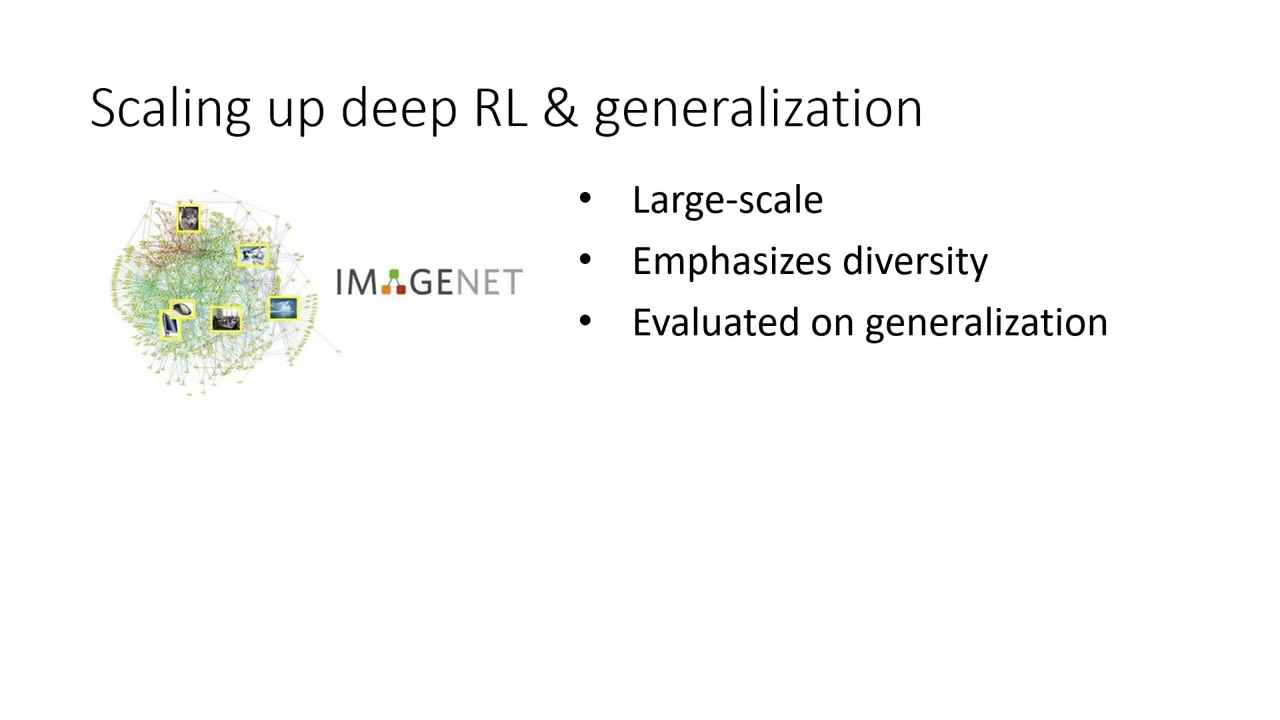 Scaling up deep RL & generalization
IMAGENET
• Large-scale
• Emphasizes diversity
• Evaluated on generalization